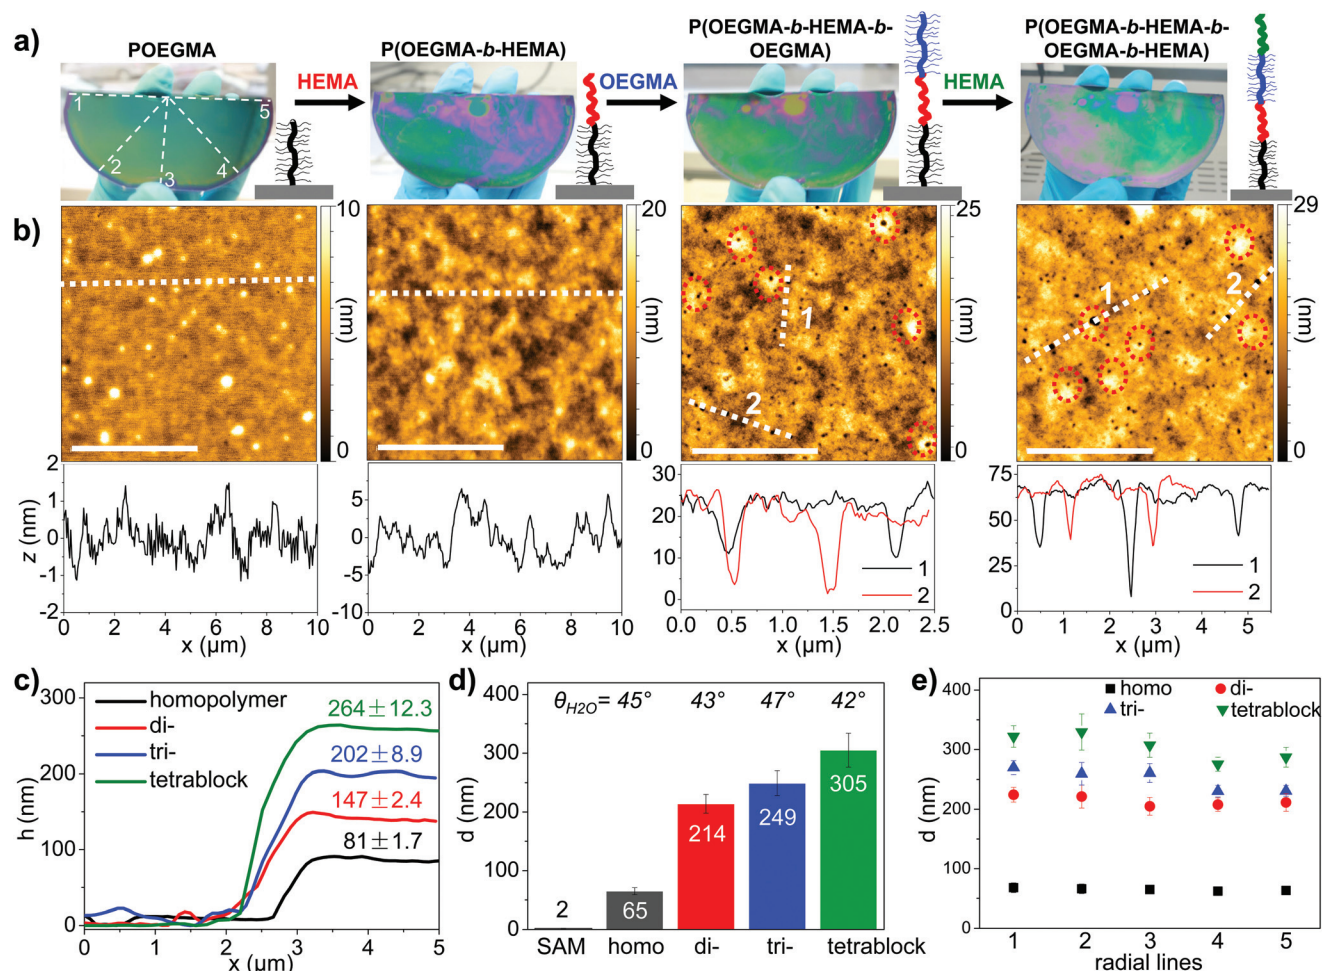 a)
POEGMA
P(OEGMA-b-HEMA)
P(OEGMA-b-HEMA-b-
OEGMA)
P(OEGMA-b-HEMA-b-
OEGMA-b-HEMA)
HEMA
OEGMA
HEMA
1
2
3
4
5
b)
10
(nm)
0
20
(nm)
0
25
(nm)
0
1
2
29
(nm)
0
1
2
z (nm)
2
1
0
-1
-2
0 2 4 6 8 10
x (µm)
5
0
-5
-10
0 2 4 6 8 10
x (µm)
30
20
10
0
1
2
0.0 0.5 1.0 1.5 2.0 2.5
x (µm)
75
50
25
0
1
2
0 1 2 3 4 5
x (µm)
c)
h (nm)
300
200
100
0
homopolymer
di-
tri-
tetrablock
264±12.3
202±8.9
147±2.4
81±1.7
0 1 2 3 4 5
x (µm)
d)
d (nm)
400
300
200
100
0
θH2O= 45° 43° 47° 42°
2
65
214
249
305
SAM homo di- tri- tetrablock
e)
d (nm)
400
300
200
100
0
homo
di-
tri-
tetrablock
1 2 3 4 5
radial lines